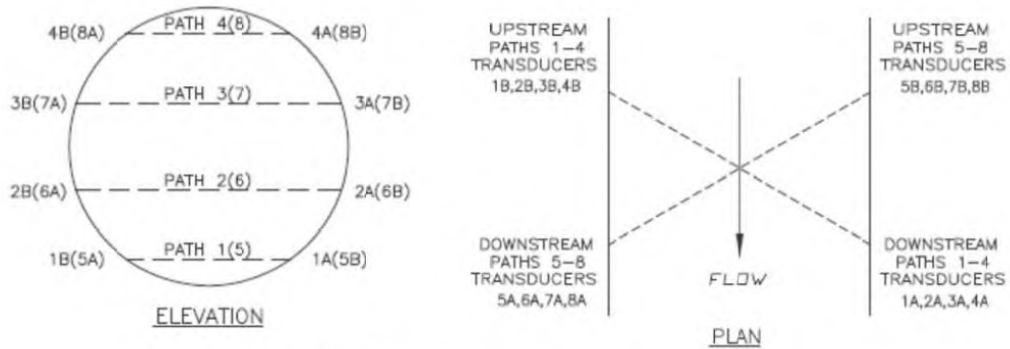 PATH 4(8)
4B(8A)
4A(8B)
PATH 3(7)
3B(7A)
3A(7B)
PATH 2(6)
2B(6A)
2A(6B)
PATH 1(5)
1B(5A)
1A(5B)
ELEVATION
UPSTREAM
PATHS 1-4
TRANSDUCERS
1B,2B,3B,4B
UPSTREAM
PATHS 5-8
TRANSDUCERS
5B,6B,7B,8B
DOWNSTREAM
PATHS 5-8
TRANSDUCERS
5A,6A,7A,8A
FLOW
DOWNSTREAM
PATHS 1-4
TRANSDUCERS
1A,2A,3A,4A
PLAN